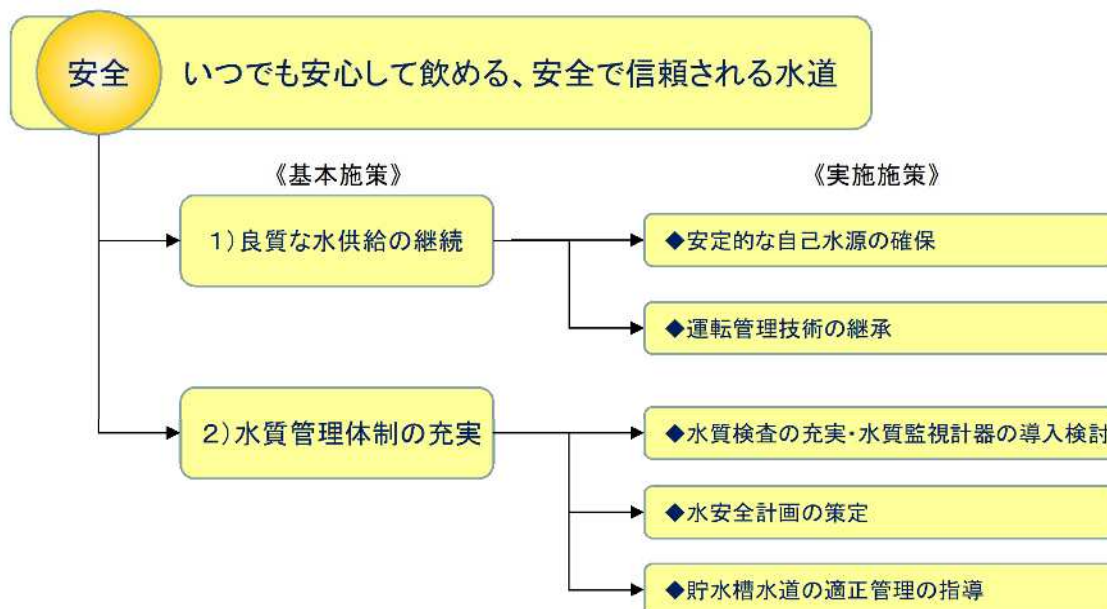 安全 いつでも安心して飲める、安全で信頼される水道
《基本施策》 《実施施策》
1)良質な水供給の継続
◆安定的な自己水源の確保
◆運転管理技術の継承
2)水質管理体制の充実
◆水質検査の充実・水質監視計器の導入検討
◆水安全計画の策定
◆貯水槽水道の適正管理の指導